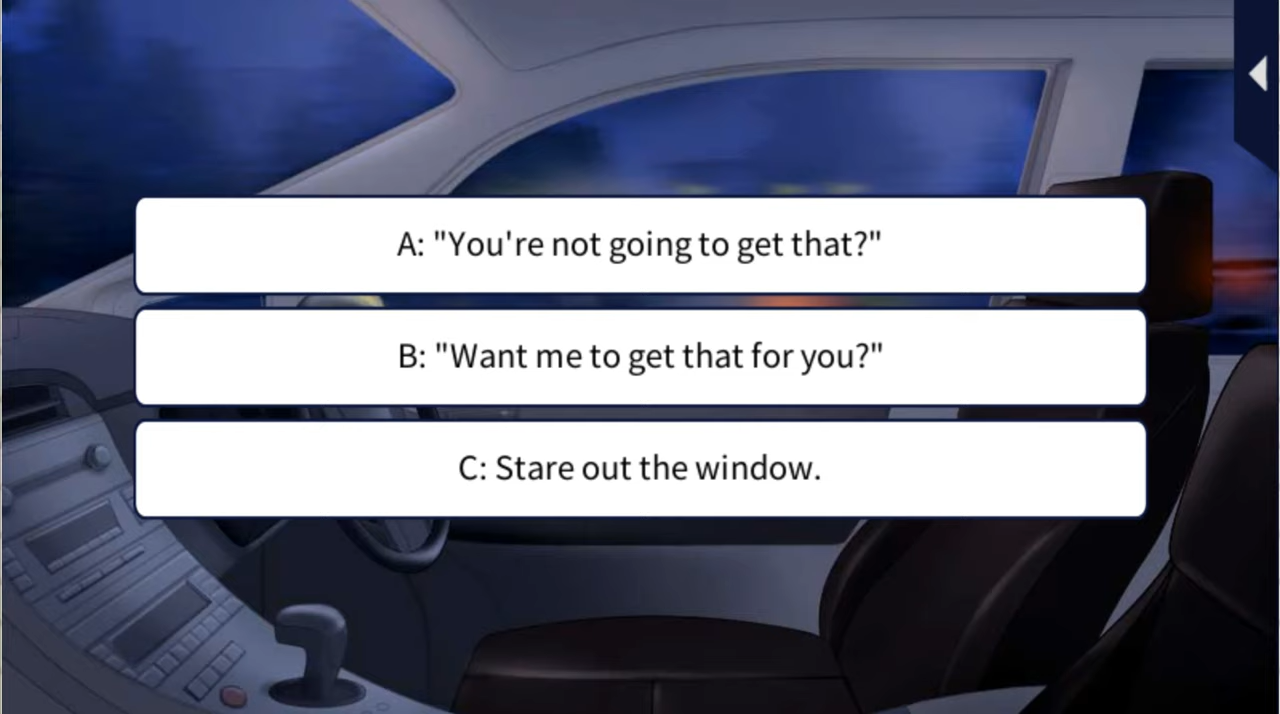 A: "You're not going to get that?"
B: "Want me to get that for you?"
C: Stare out the window.